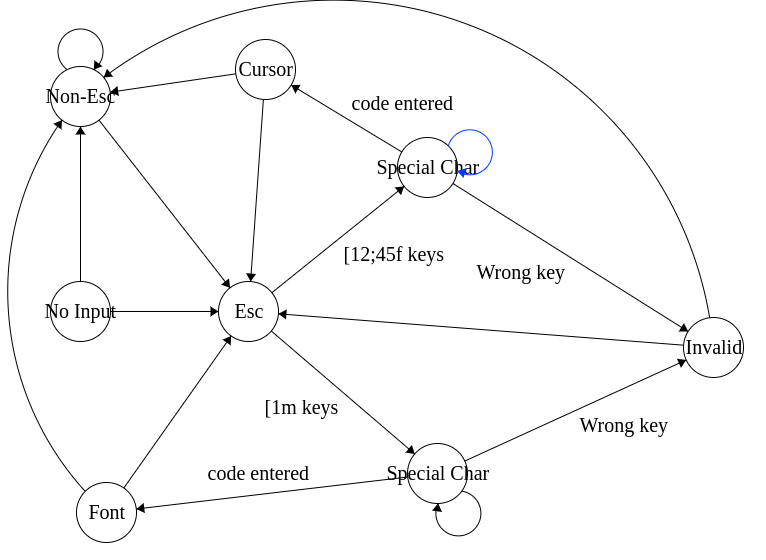 Cursor
Non-Esc
code entered
Special Char
[12;45f keys
Wrong key
No Input
Esc
Invalid
[1m keys
Wrong key
code entered
Special Char
Font